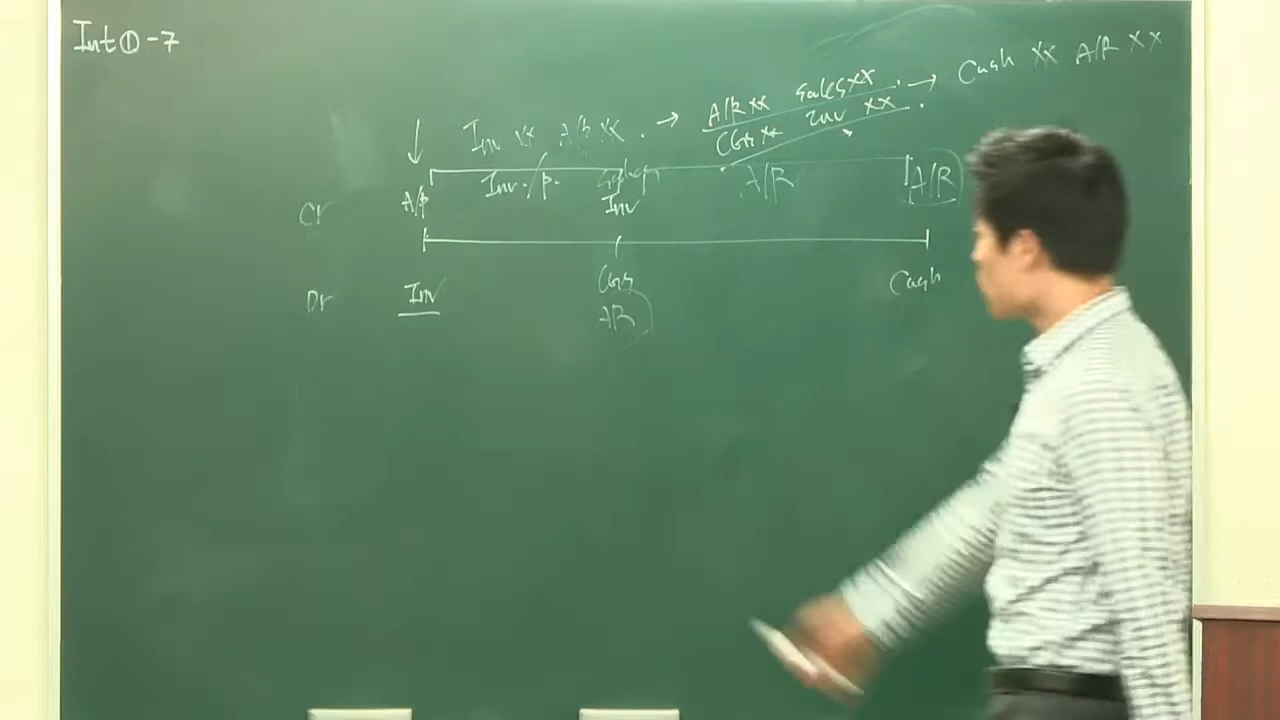 Int①-7
Cash xx A/R xx
A/R xx Sales xx
→
Inv xx A/P xx . → CGS xx Inv xx .
Inv. P. Sales A/R A/R
Cr A/P Inv
Dr Inv CGS Cash
A/R